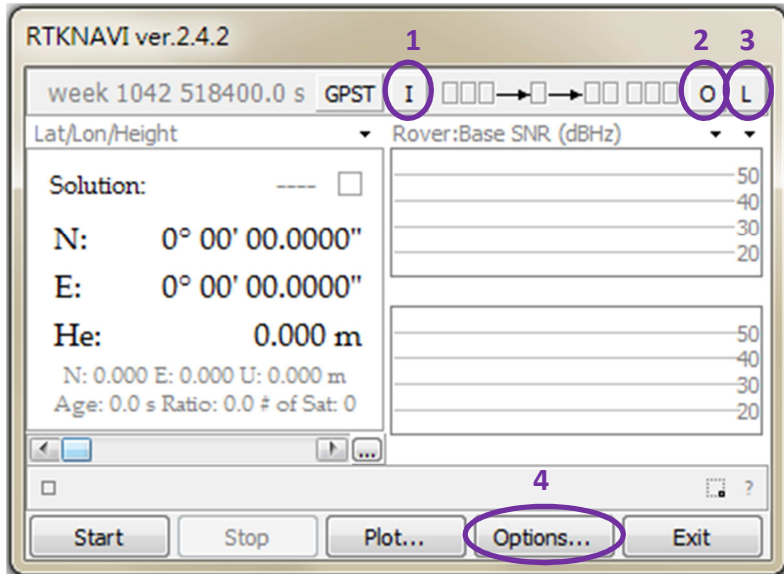 RTKNAVI ver.2.4.2
1 2 3
week 1042 518400.0 s GPST I O L
Lat/Lon/Height Rover:Base SNR (dBHz)
Solution: ----
N: 0° 00' 00.0000"
E: 0° 00' 00.0000"
He: 0.000 m
N: 0.000 E: 0.000 U: 0.000 m
Age: 0.0 s Ratio: 0.0 # of Sat: 0
50
40
30
20
50
40
30
20
...
4
?
Start Stop Plot... Options... Exit